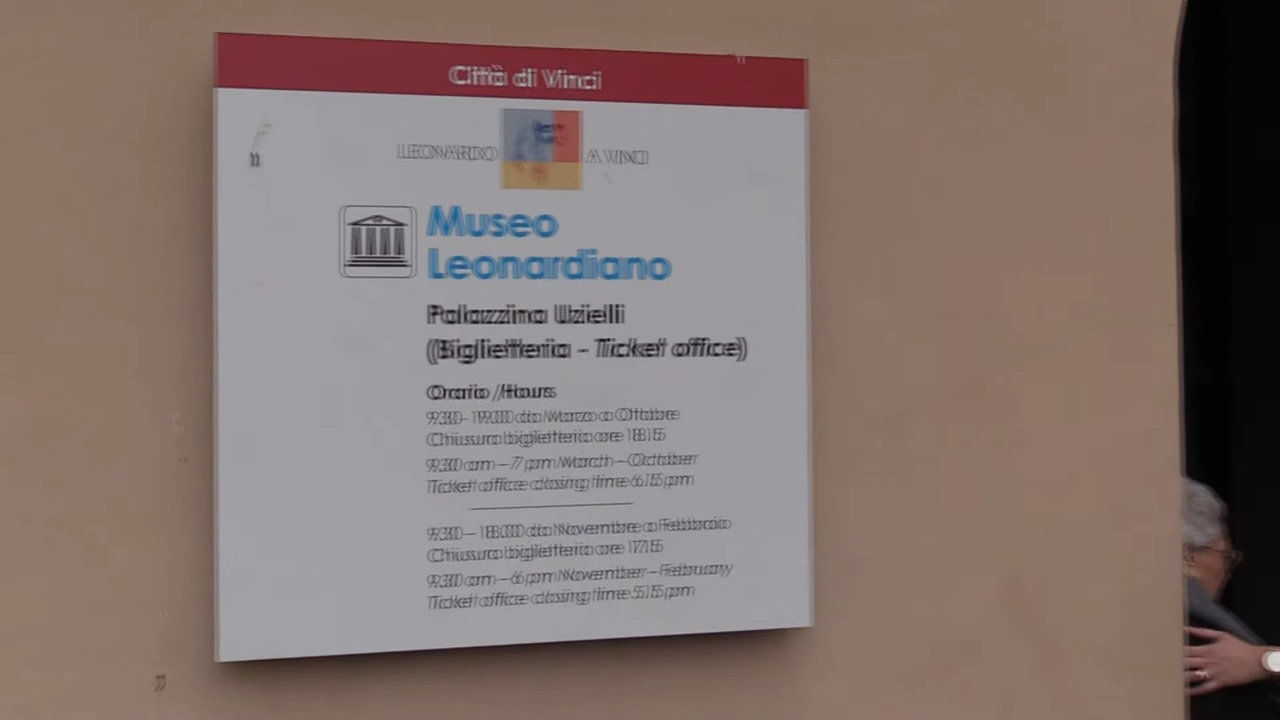 Città di Vinci
LEONARDO A VINCI
Museo
Leonardiano
Palazzina Uzielli
(Biglietteria - Ticket office)
Orario / Hours
9.30 - 19.00 da Marzo a Ottobre
Chiusura biglietteria ore 18.15
9.30 am - 7 pm March - October
Ticket office closing time 6.15 pm
9.30 - 18.00 da Novembre a Febbraio
Chiusura biglietteria ore 17.15
9.30 am - 6 pm November - February
Ticket office closing time 5.15 pm